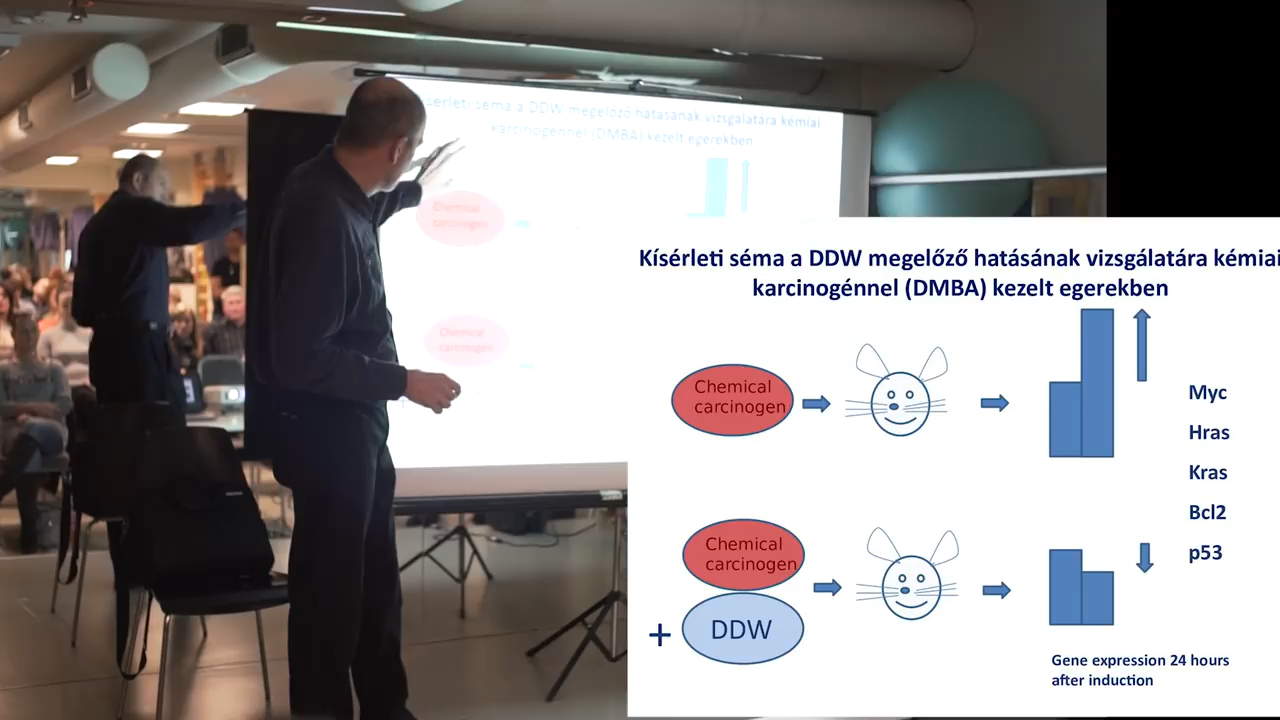 kísérleti séma a DDW megelőző hatásának vizsgálatára kémiai
karcinogénnel (DMBA) kezelt egerekben
Chemical
carcinogen
Chemical
carcinogen
Kísérleti séma a DDW megelőző hatásának vizsgálatára kémiai
karcinogénnel (DMBA) kezelt egerekben
Chemical
carcinogen
Myc
Hras
Kras
Bcl2
p53
Chemical
carcinogen
+ DDW
Gene expression 24 hours
after induction